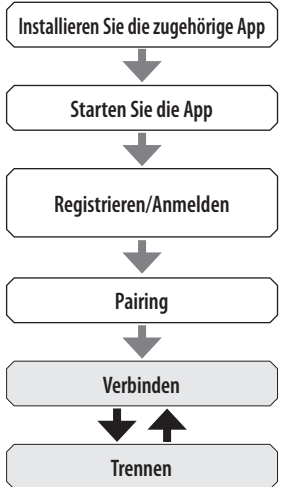 Installieren Sie die zugehörige App
Starten Sie die App
Registrieren/Anmelden
Pairing
Verbinden
Trennen